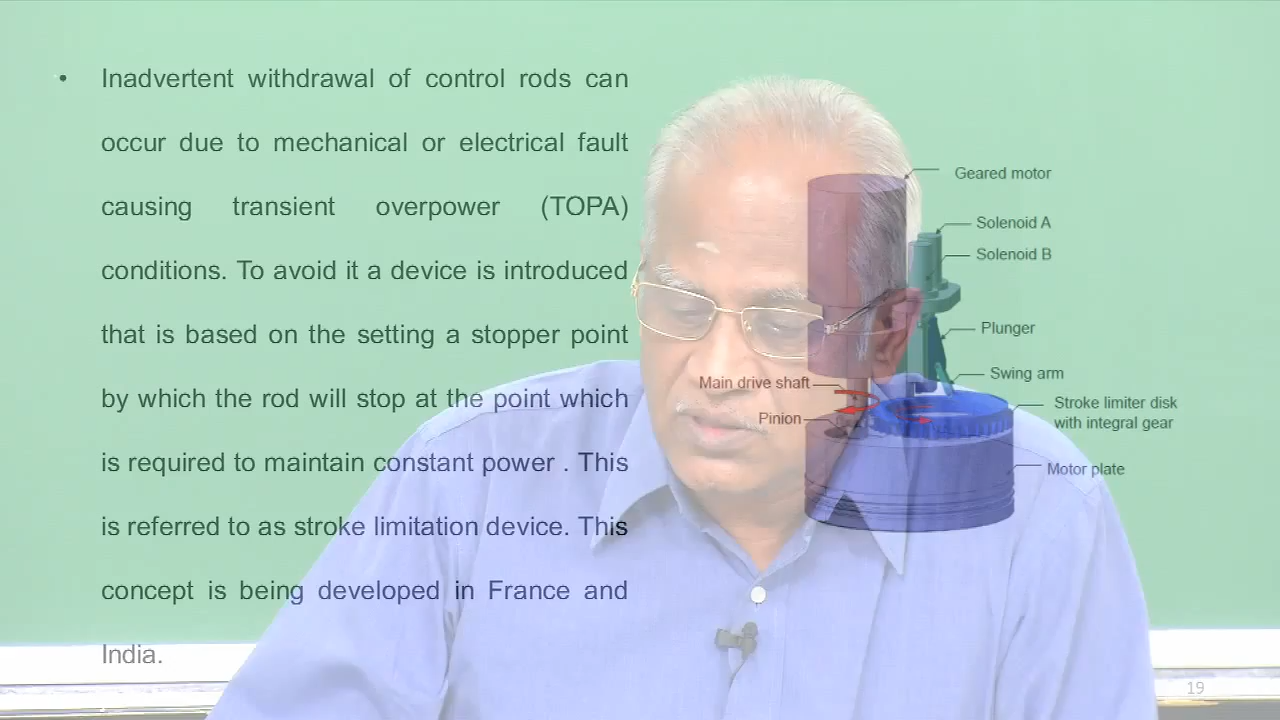 • Inadvertent withdrawal of control rods can
occur due to mechanical or electrical fault
causing transient overpower (TOPA)
conditions. To avoid it a device is introduced
that is based on the setting a stopper point
by which the rod will stop at the point which
is required to maintain constant power . This
is referred to as stroke limitation device. This
concept is being developed in France and
India.
Geared motor
Solenoid A
Solenoid B
Plunger
Swing arm
Main drive shaft
Stroke limiter disk
with integral gear
Pinion
Motor plate
19